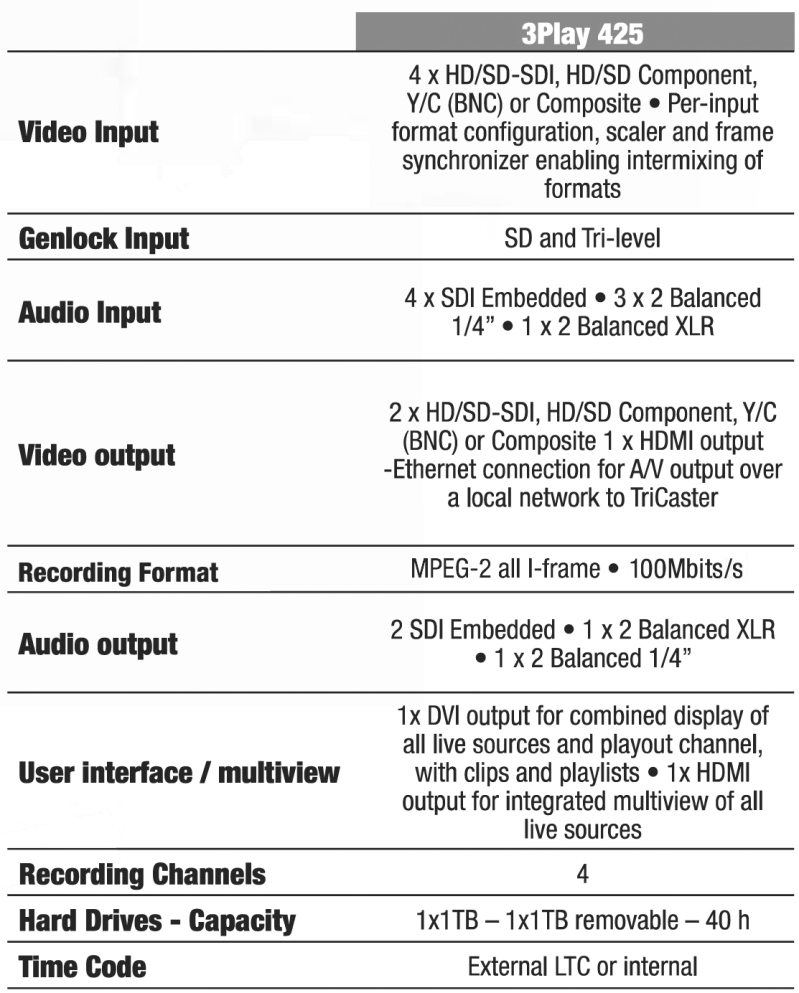 3Play 425
Video Input
4 x HD/SD-SDI, HD/SD Component,
Y/C (BNC) or Composite • Per-input
format configuration, scaler and frame
synchronizer enabling intermixing of
formats
Genlock Input
SD and Tri-level
Audio Input
4 x SDI Embedded • 3 x 2 Balanced
1/4” • 1 x 2 Balanced XLR
Video output
2 x HD/SD-SDI, HD/SD Component, Y/C
(BNC) or Composite 1 x HDMI output
-Ethernet connection for A/V output over
a local network to TriCaster
Recording Format
MPEG-2 all I-frame • 100Mbits/s
Audio output
2 SDI Embedded • 1 x 2 Balanced XLR
• 1 x 2 Balanced 1/4”
User interface / multiview
1x DVI output for combined display of
all live sources and playout channel,
with clips and playlists • 1x HDMI
output for integrated multiview of all
live sources
Recording Channels
4
Hard Drives - Capacity
1x1TB – 1x1TB removable – 40 h
Time Code
External LTC or internal